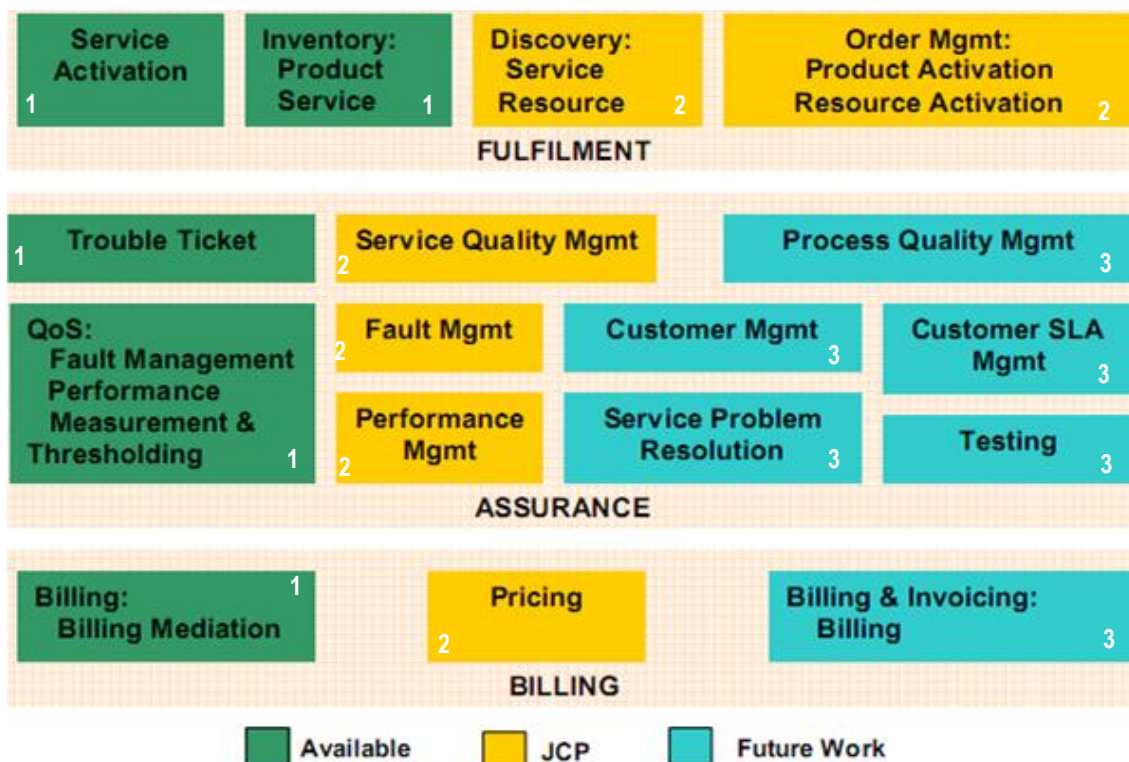 Service
Activation
1
Inventory:
Product
Service
1
Discovery:
Service
Resource
2
Order Mgmt:
Product Activation
Resource Activation
2
FULFILMENT
Trouble Ticket
1
Service Quality Mgmt
2
Process Quality Mgmt
3
QoS:
Fault Management
Performance
Measurement &
Thresholding
1
Fault Mgmt
2
Customer Mgmt
3
Customer SLA
Mgmt
3
Performance
Mgmt
2
Service Problem
Resolution
3
Testing
3
ASSURANCE
Billing:
Billing Mediation
1
Pricing
2
Billing & Invoicing:
Billing
3
BILLING
Available
JCP
Future Work